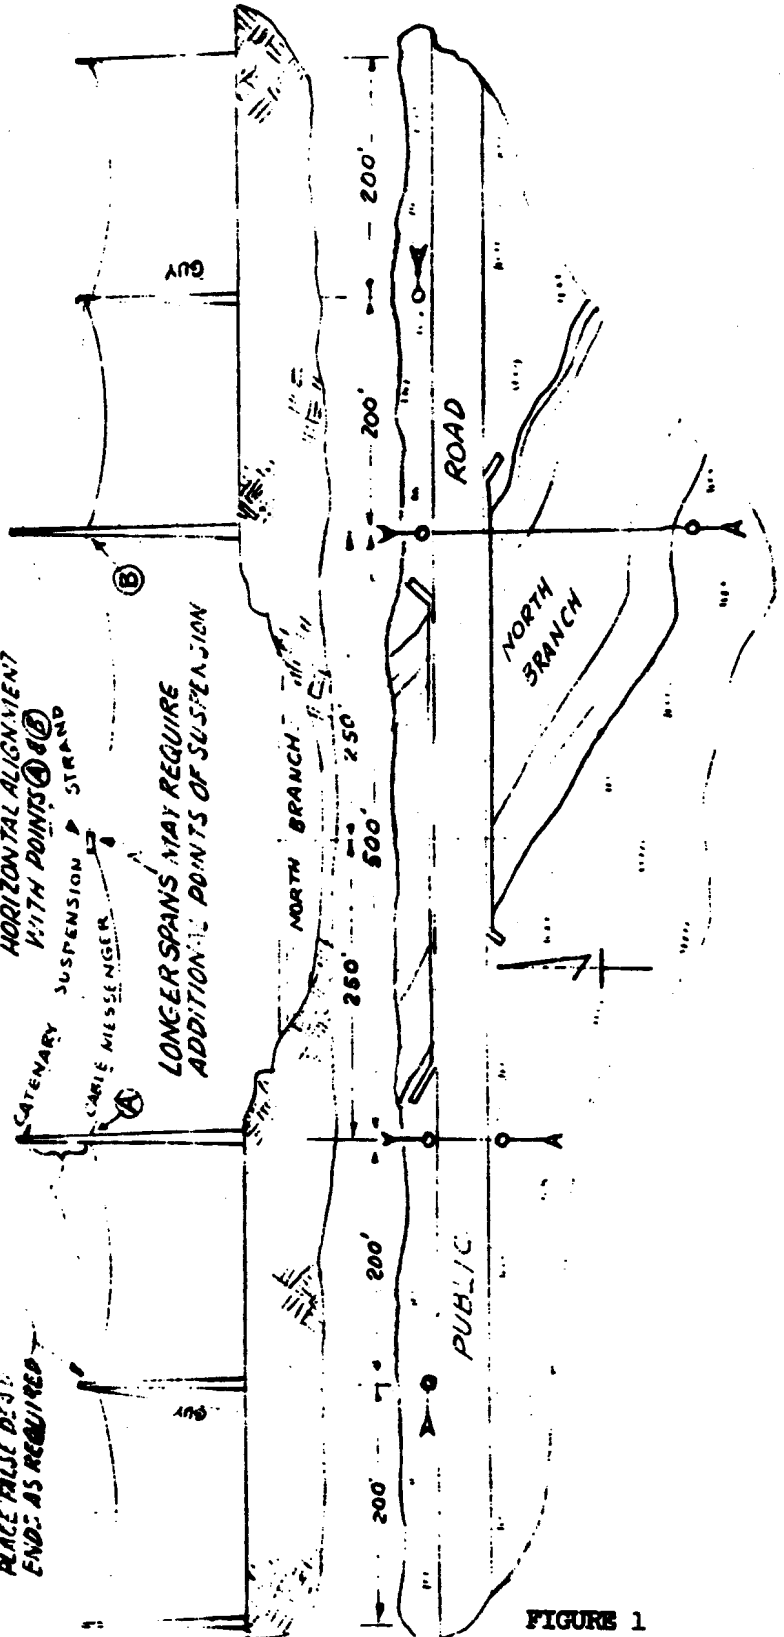 PLACE FALSE DEAD
ENDS AS REQUIRED
GUY
CATENARY SUSPENSION STRAND
CABLE MESSENGER
A
HORIZONTAL ALIGNMENT
WITH POINTS A & B
LONGER SPANS MAY REQUIRE
ADDITIONAL POINTS OF SUSPENSION
B
GUY
NORTH BRANCH
250'
250'
500'
200'
200'
200'
200'
PUBLIC
ROAD
NORTH
BRANCH
FIGURE 1